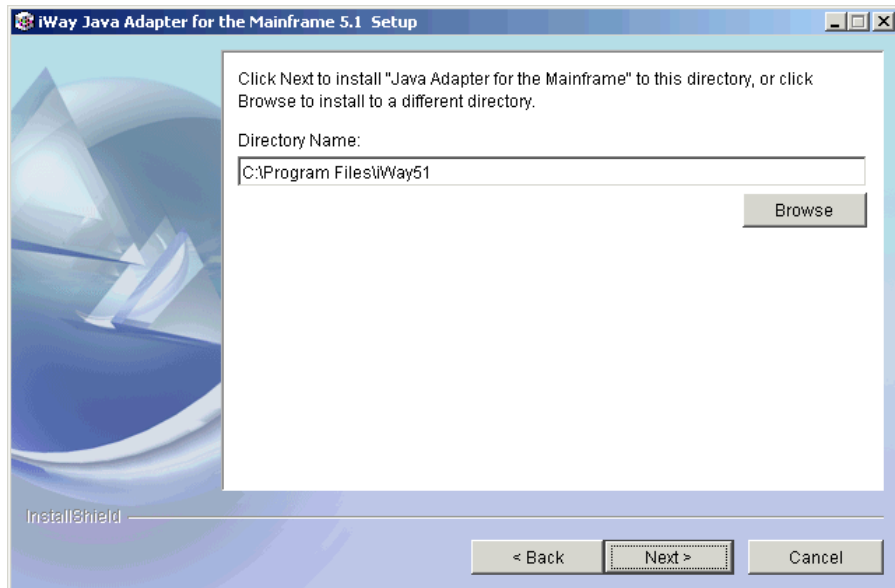 iWay Java Adapter for the Mainframe 5.1 Setup
Click Next to install "Java Adapter for the Mainframe" to this directory, or click
Browse to install to a different directory.
Directory Name:
C:\Program Files\iWay51
Browse
InstallShield
< Back
Next >
Cancel